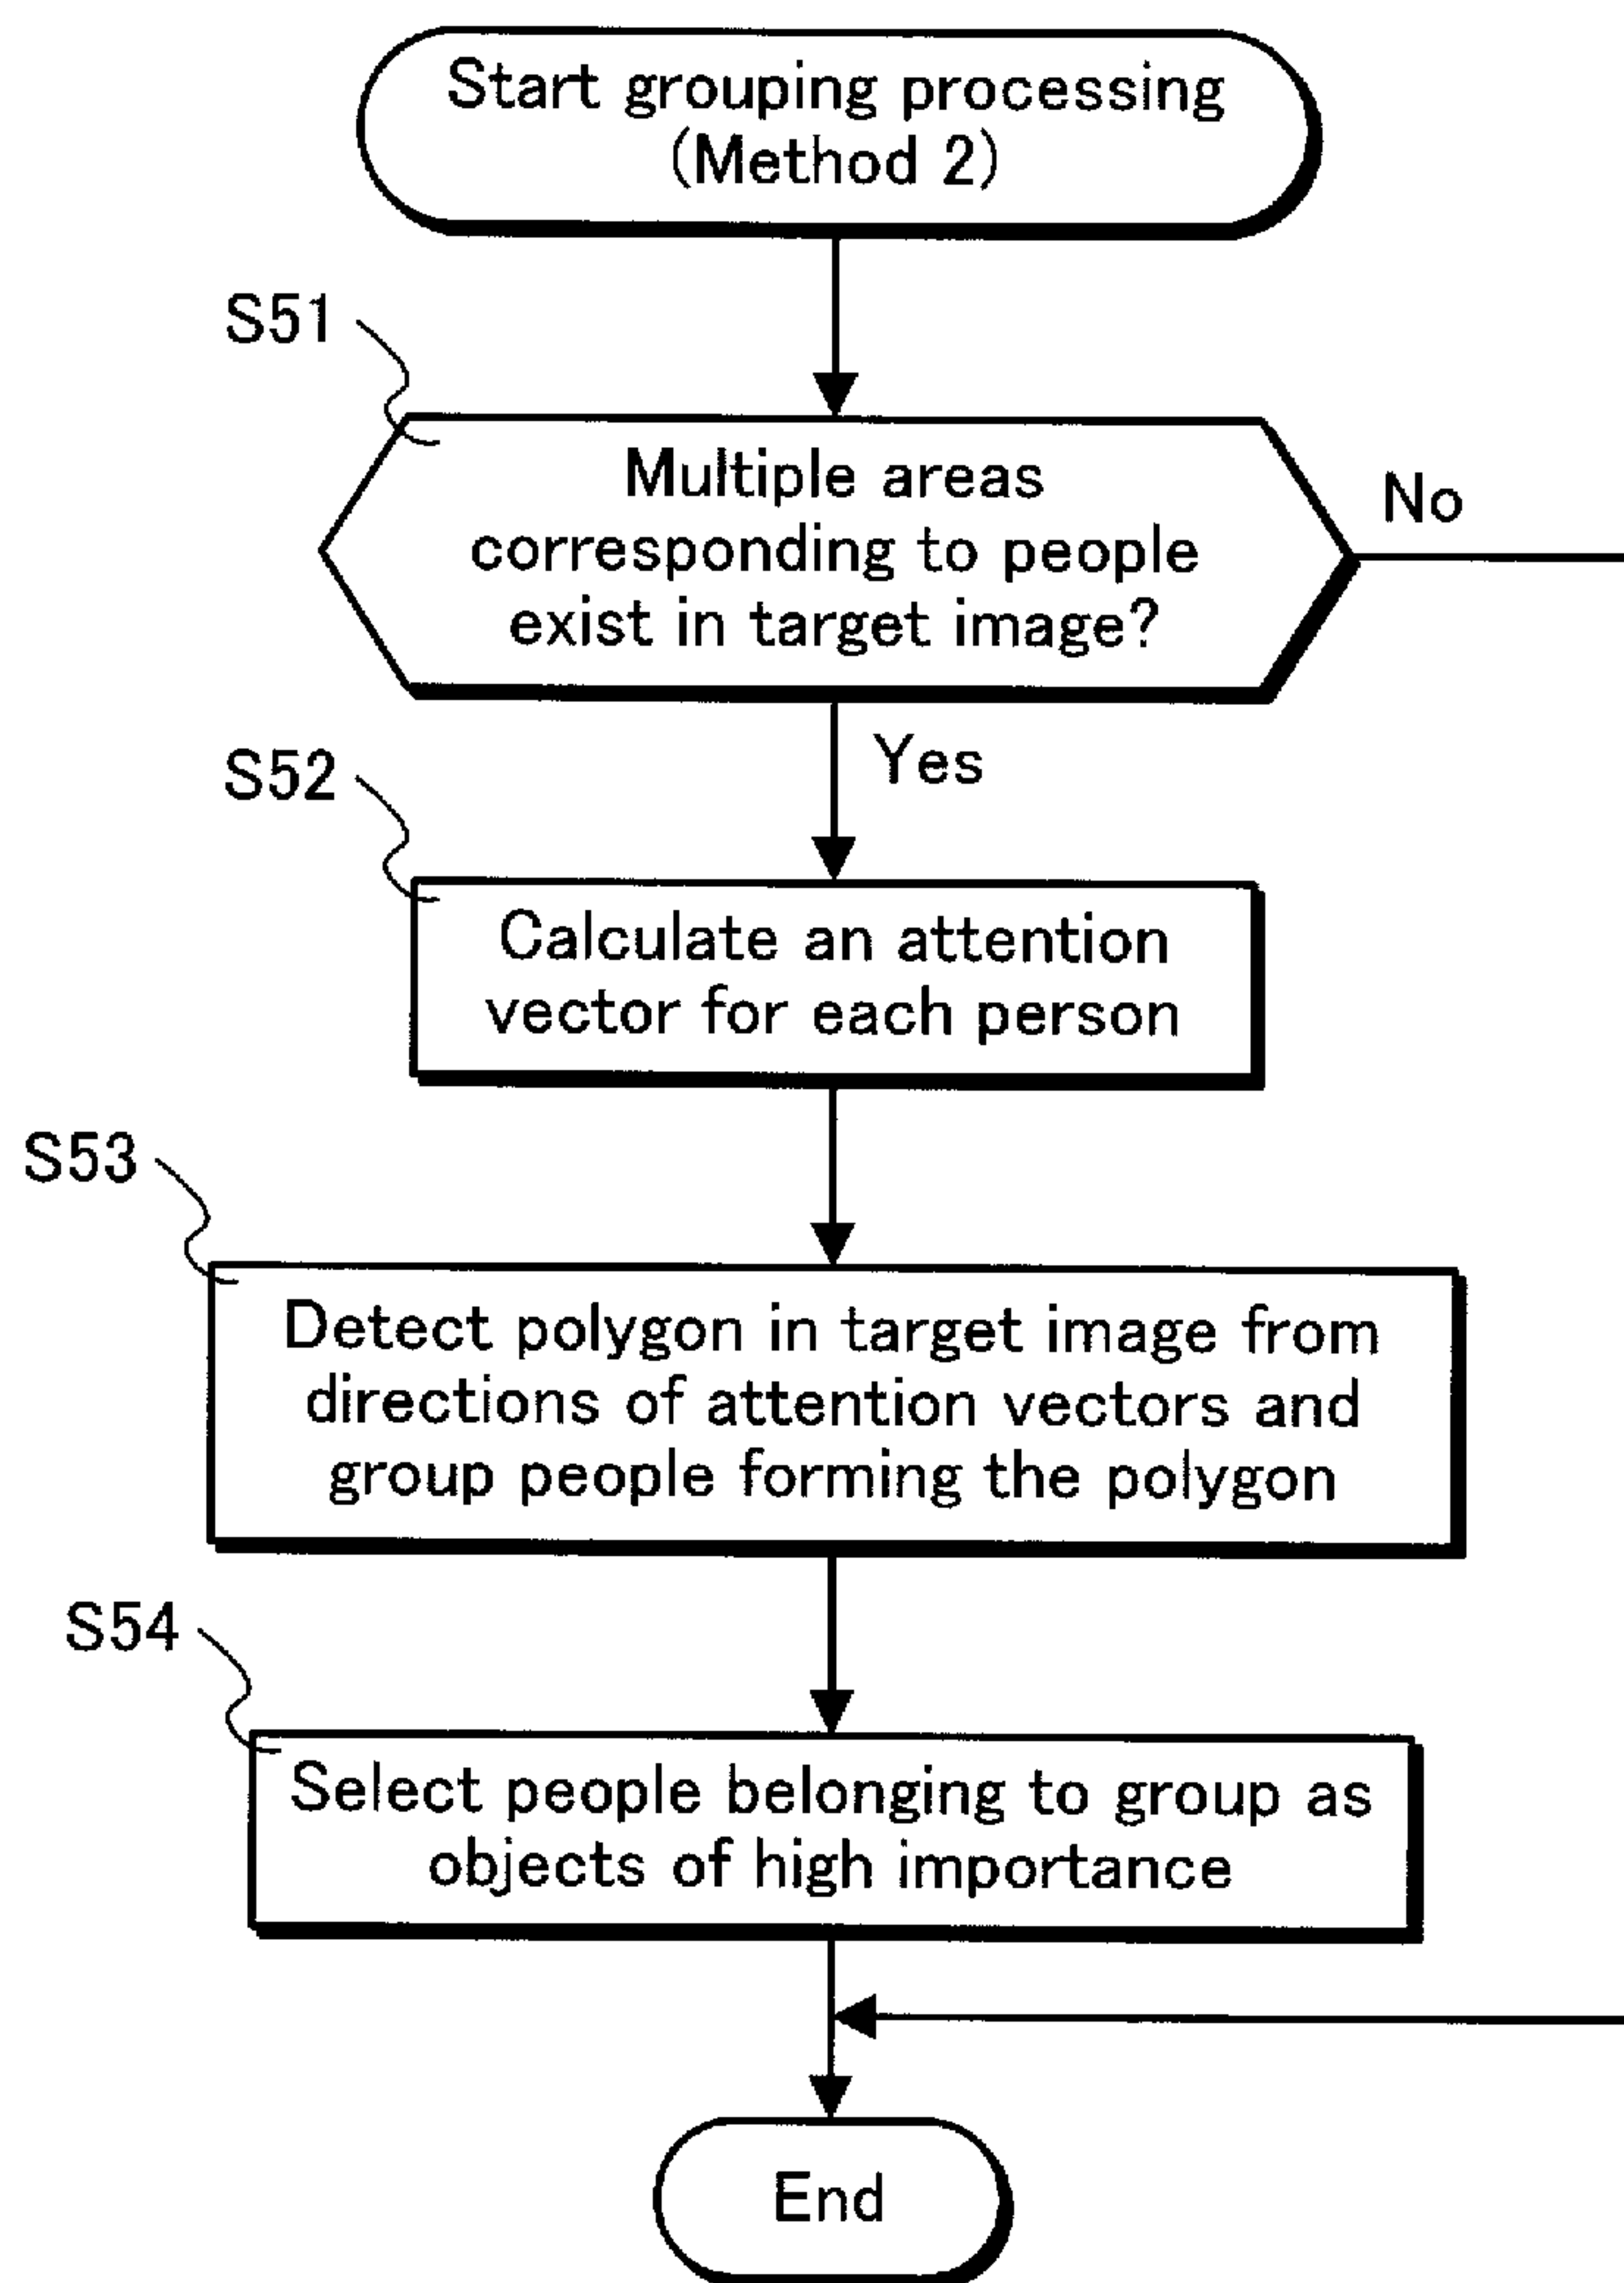 Start grouping processing
(Method 2)
S51
Multiple areas
corresponding to people
exist in target image?
No
Yes
S52
Calculate an attention
vector for each person
S53
Detect polygon in target image from
directions of attention vectors and
group people forming the polygon
S54
Select people belonging to group as
objects of high importance
End